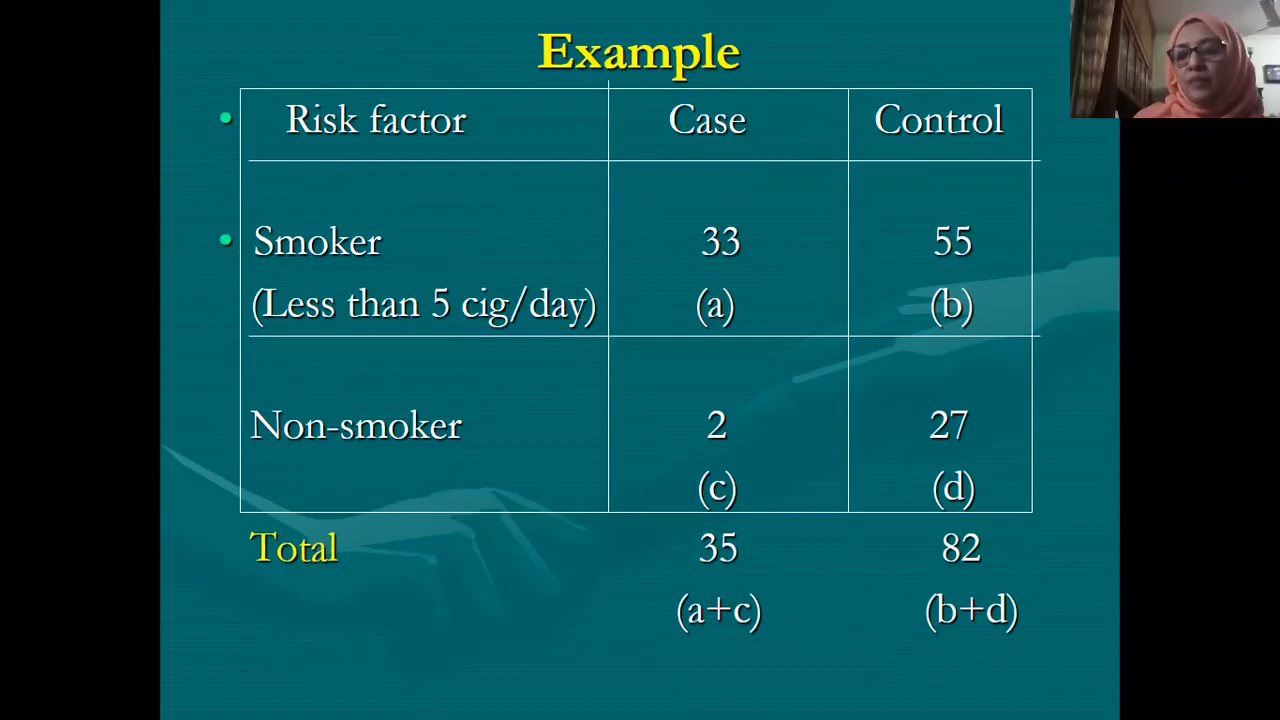 Example
• Risk factor Case Control
• Smoker 33 55
(Less than 5 cig/day) (a) (b)
Non-smoker 2 27
(c) (d)
Total 35 82
(a+c) (b+d)